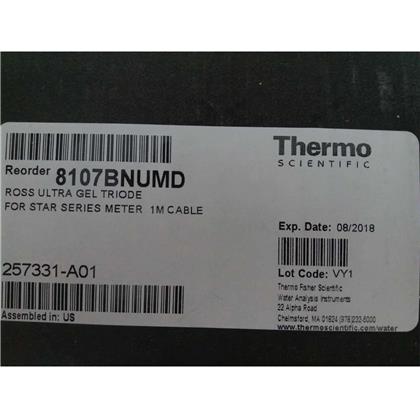 Reorder 8107BNUMD
ROSS ULTRA GEL TRIODE
FOR STAR SERIES METER 1M CABLE
257331-A01
Assembled in: US
Thermo
SCIENTIFIC
Exp. Date: 08/2018
Lot Code: VY1
Thermo Fisher Scientific
Water Analysis Instruments
22 Alpha Road
Chelmsford, MA 01824 (978)232-6000
www.thermoscientific.com/water